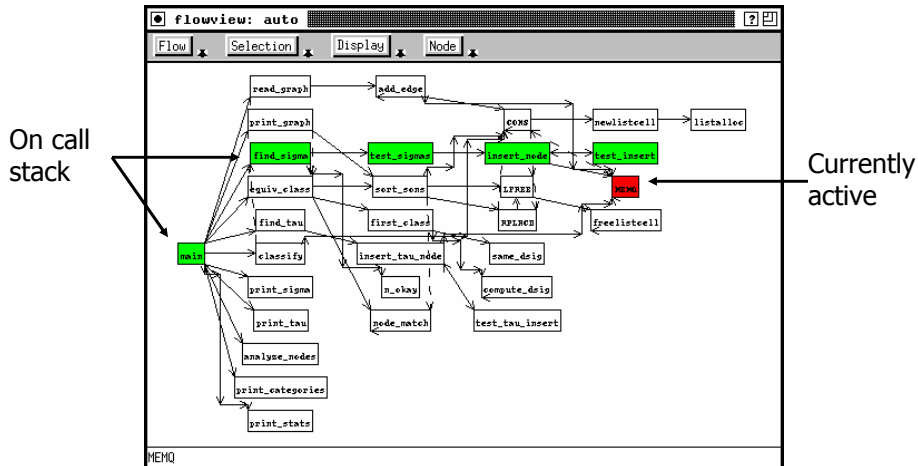 flowview: auto
?
Flow
Selection
Display
Node
read_graph
add_edge
print_graph
CONS
newlistcell
listalloc
On call
stack
find_sigma
test_sigmas
insert_node
test_insert
Currently
active
equiv_class
sort_sons
LFREE
MEMQ
find_tau
first_class
RPLACB
freelistcell
main
classify
insert_tau_node
same_dsig
print_sigma
n_okay
compute_dsig
print_tau
node_match
test_tau_insert
analyze_nodes
print_categories
print_stats
MEMQ